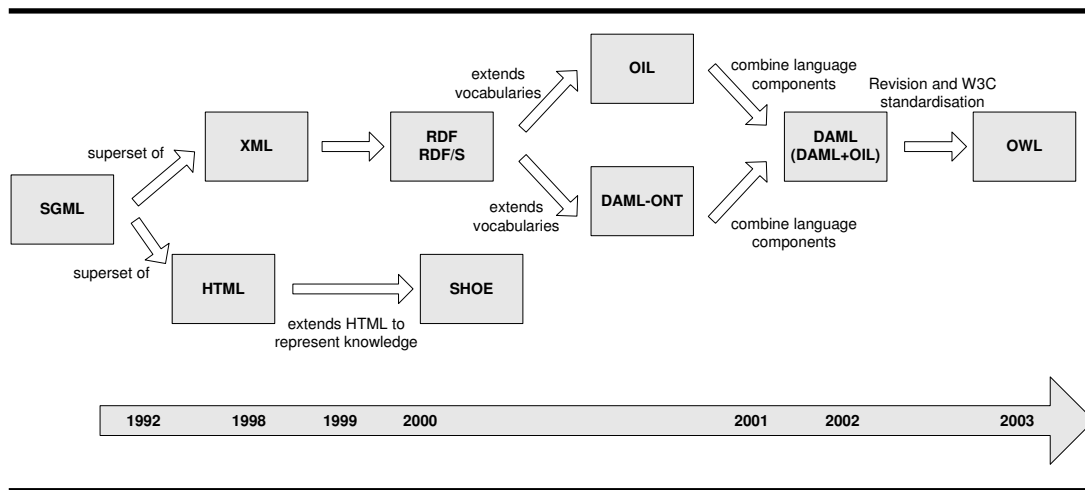 SGML
superset of
superset of
XML
HTML
extends HTML to
represent knowledge
RDF
RDF/S
SHOE
extends
vocabularies
extends
vocabularies
OIL
DAML-ONT
combine language
components
combine language
components
DAML
(DAML+OIL)
Revision and W3C
standardisation
OWL
1992
1998
1999
2000
2001
2002
2003